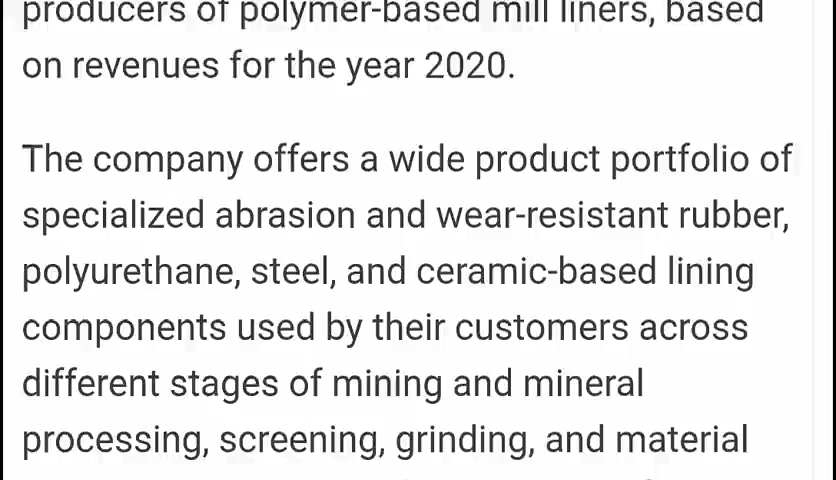 producers of polymer-based mill liners, based
on revenues for the year 2020.
The company offers a wide product portfolio of
specialized abrasion and wear-resistant rubber,
polyurethane, steel, and ceramic-based lining
components used by their customers across
different stages of mining and mineral
processing, screening, grinding, and material